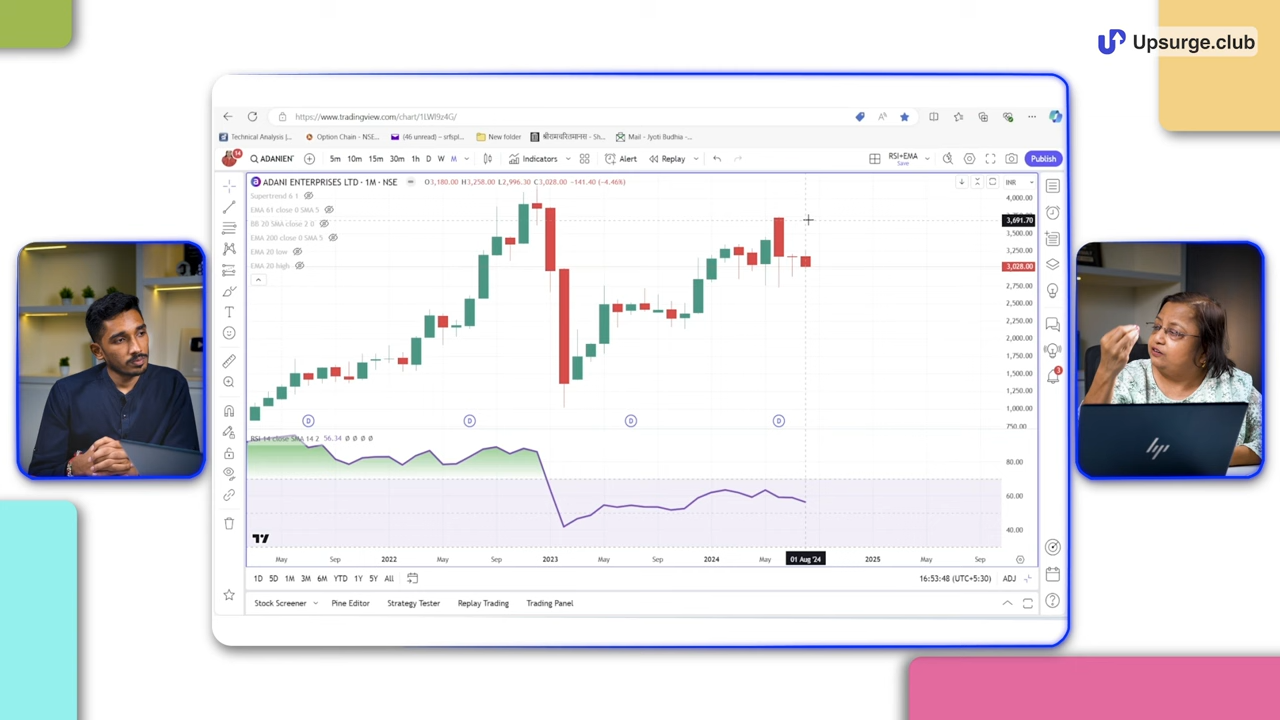 Upsurge.club
https://www.tradingview.com/chart/1LWl9z4G/
Technical Analysis |...
Option Chain - NSE...
(46 unread) - srfspl...
New folder
श्रीरामचरितमानस - Sh...
Mail - Jyoti Budhia -...
14
ADANIENT
5m 10m 15m 30m 1h D W M
Indicators
Alert
Replay
RSI+EMA
Save
Publish
ADANI ENTERPRISES LTD · 1M · NSE
O3,180.00 H3,258.00 L2,996.30 C3,028.00 -141.40 (-4.46%)
INR
Supertrend 6 1
EMA 61 close 0 SMA 5
BB 20 SMA close 2 0
EMA 200 close 0 SMA 5
EMA 20 low
EMA 20 high
4,000.00
3,691.70
3,500.00
3,250.00
3,028.00
2,750.00
2,500.00
2,250.00
2,000.00
1,750.00
1,500.00
1,250.00
1,000.00
750.00
D D D D
RSI 14 close SMA 14 2 56.34 ∅ ∅ ∅ ∅
80.00
60.00
40.00
3
hp
May Sep 2022 May Sep 2023 May Sep 2024 May 01 Aug '24 2025 May Sep
1D 5D 1M 3M 6M YTD 1Y 5Y All
16:53:48 (UTC+5:30)
ADJ
Stock Screener
Pine Editor
Strategy Tester
Replay Trading
Trading Panel